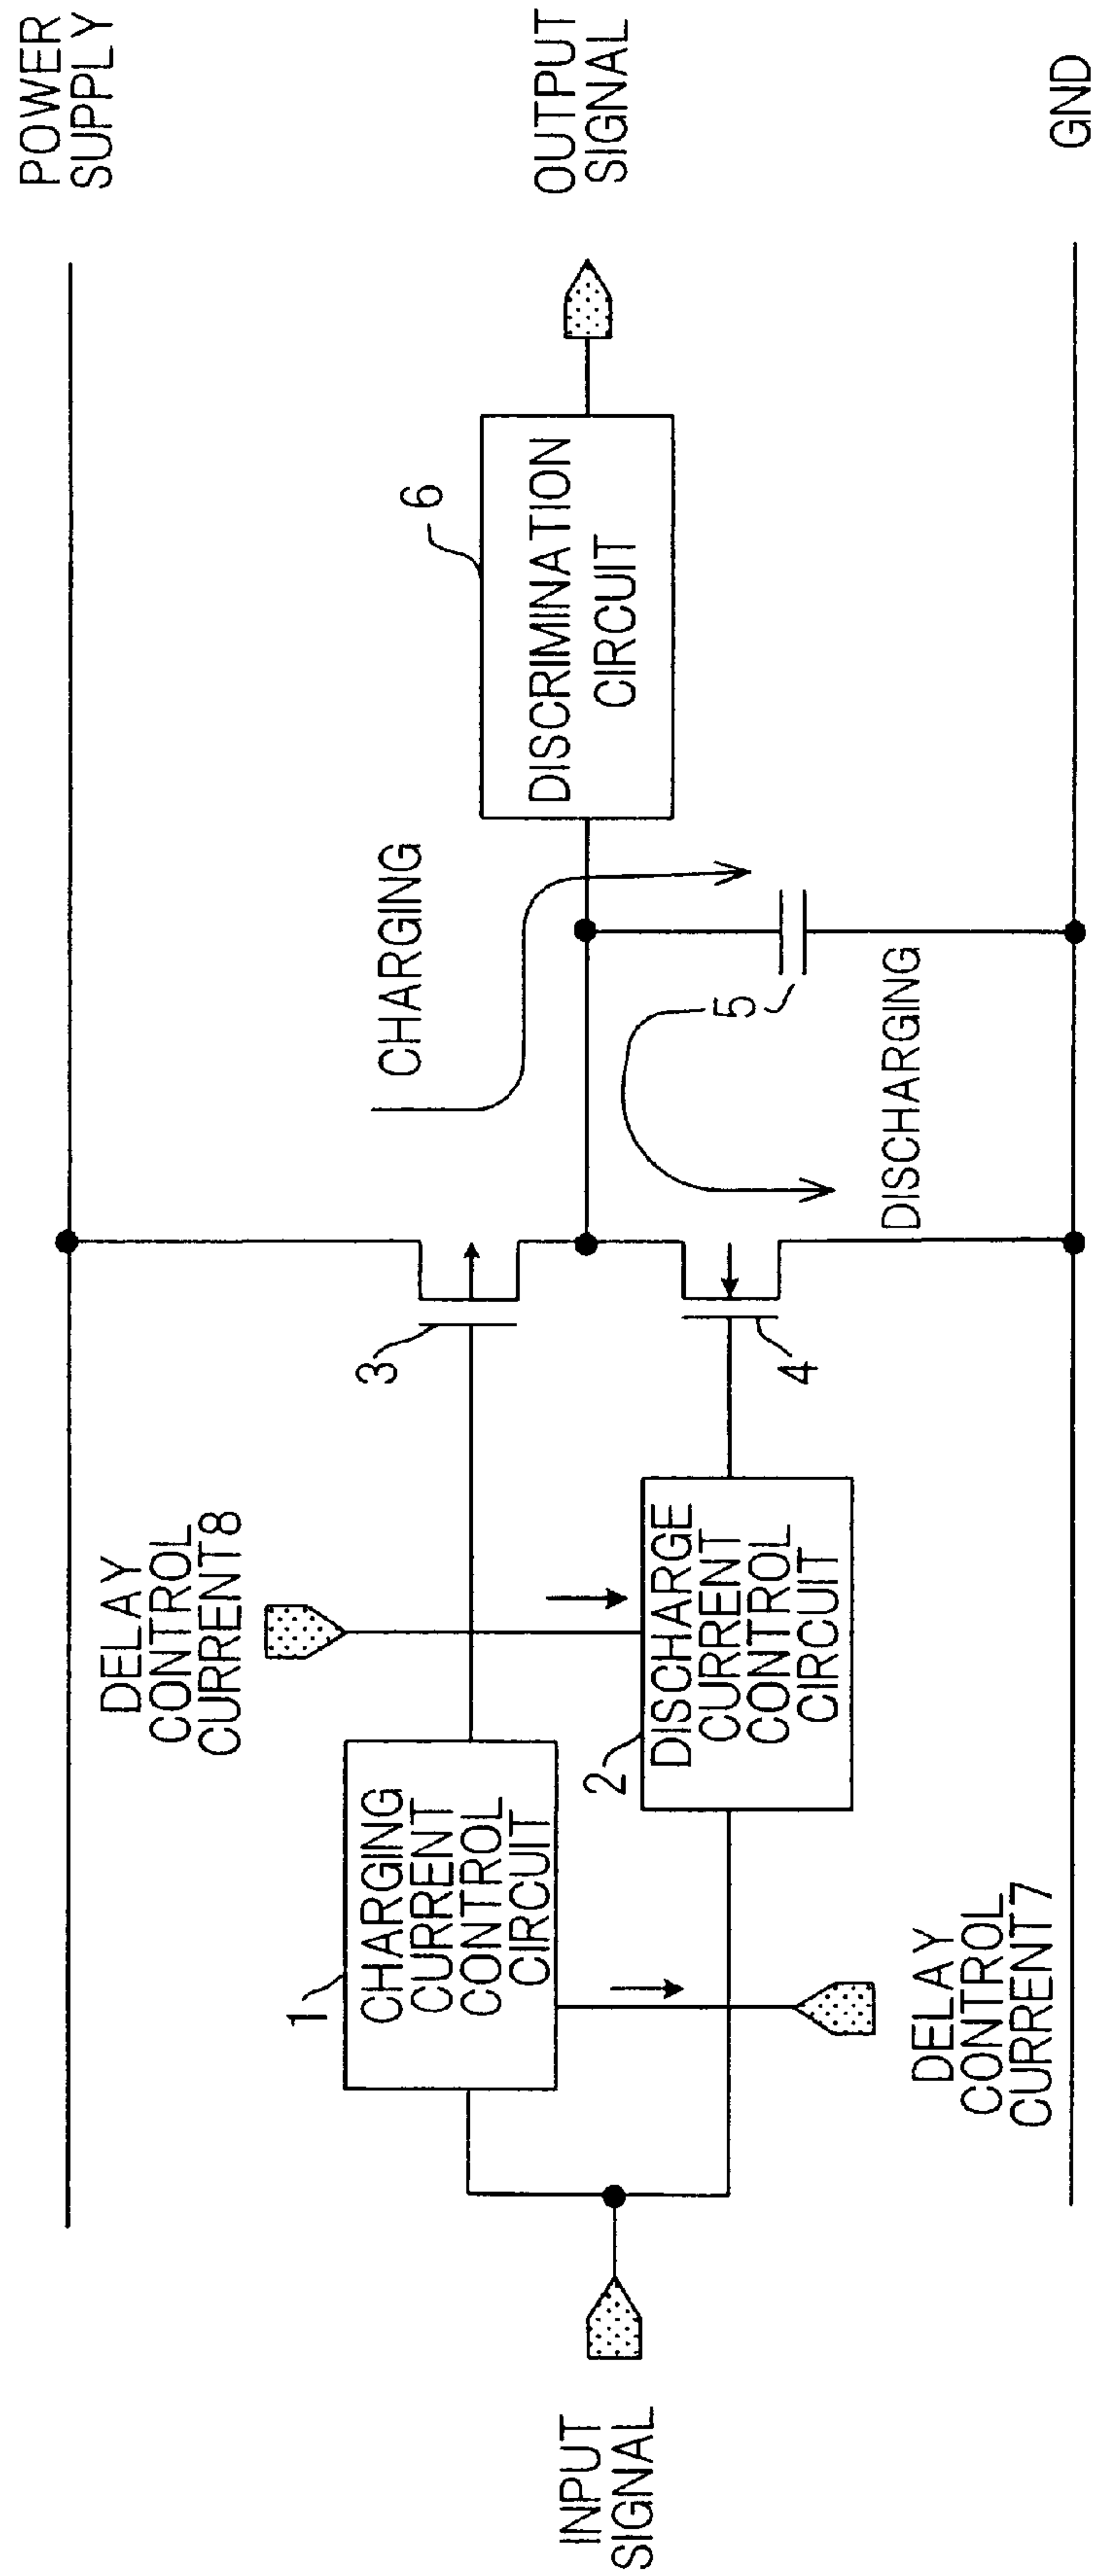 POWER
SUPPLY
DELAY
CONTROL
CURRENT8
CHARGING
1
CHARGING
CURRENT
CONTROL
CIRCUIT
3
6
DISCRIMINATION
CIRCUIT
OUTPUT
SIGNAL
INPUT
SIGNAL
2
DISCHARGE
CURRENT
CONTROL
CIRCUIT
4
5
DISCHARGING
DELAY
CONTROL
CURRENT7
GND